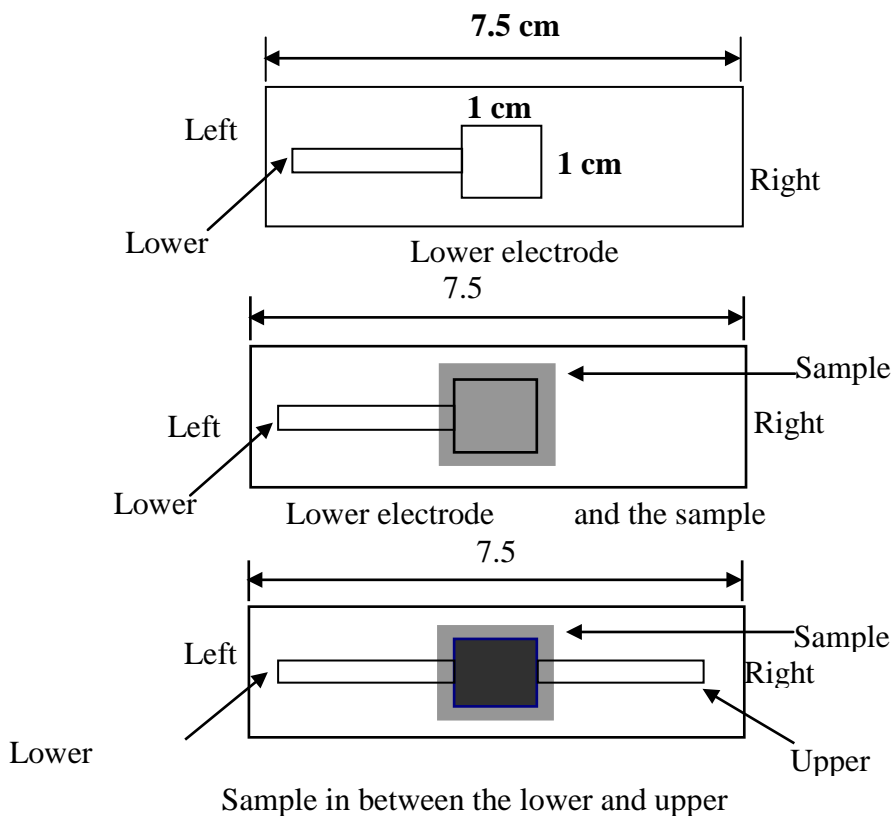 7.5 cm
1 cm
Left
1 cm
Right
Lower
Lower electrode
7.5
Sample
Left
Right
Lower
Lower electrode and the sample
7.5
Sample
Left
Right
Lower
Upper
Sample in between the lower and upper